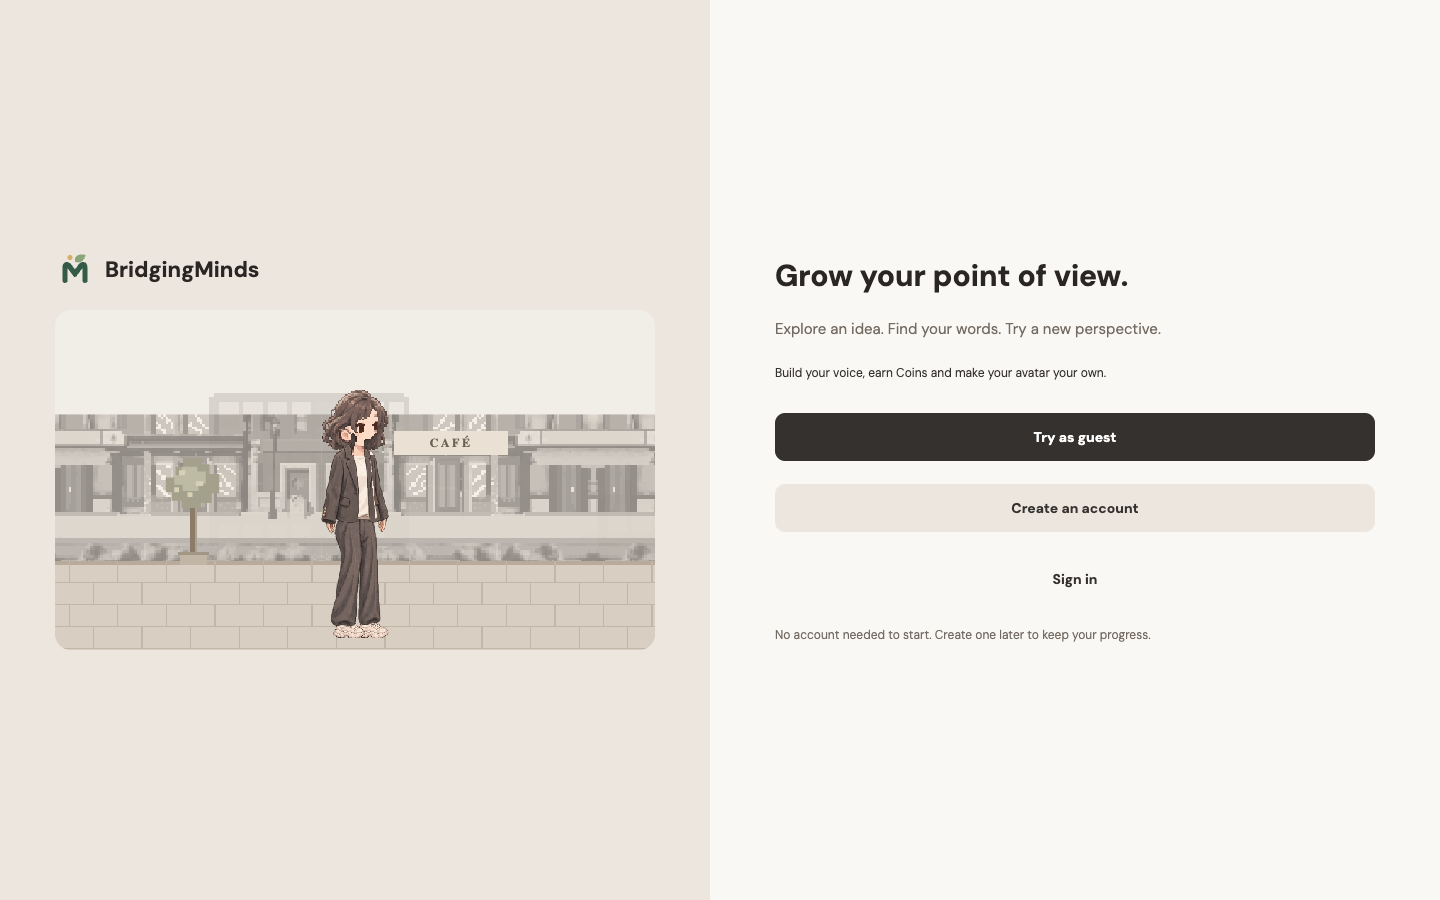 BridgingMinds
CAFÉ
Grow your point of view.
Explore an idea. Find your words. Try a new perspective.
Build your voice, earn Coins and make your avatar your own.
Try as guest
Create an account
Sign in
No account needed to start. Create one later to keep your progress.